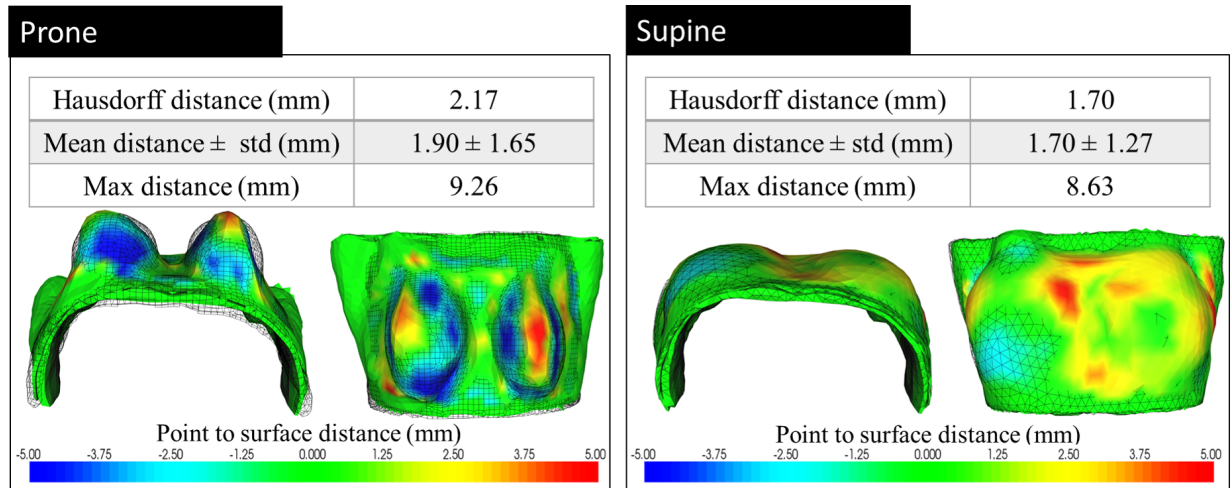 Prone
Hausdorff distance (mm) 2.17
Mean distance ± std (mm) 1.90 ± 1.65
Max distance (mm) 9.26
Point to surface distance (mm)
-5.00 -3.75 -2.50 -1.25 0.000 1.25 2.50 3.75 5.00
Supine
Hausdorff distance (mm) 1.70
Mean distance ± std (mm) 1.70 ± 1.27
Max distance (mm) 8.63
Point to surface distance (mm)
-5.00 -3.75 -2.50 -1.25 0.000 1.25 2.50 3.75 5.00